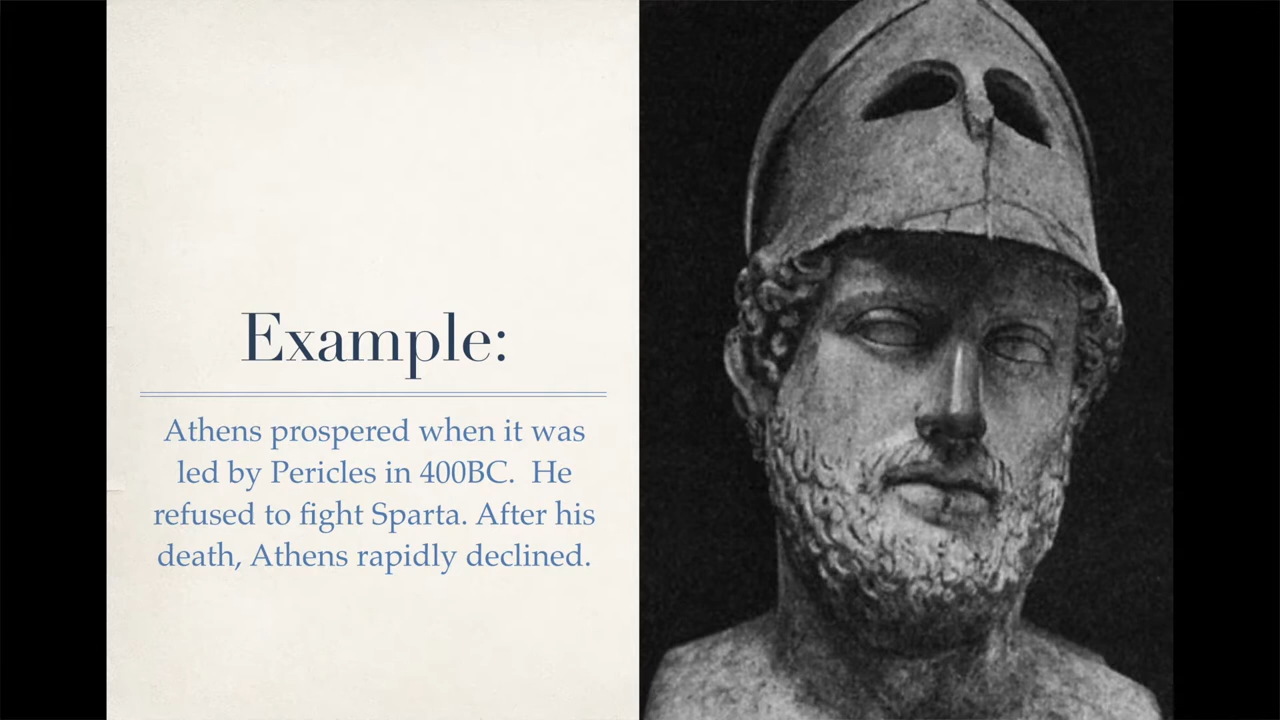 Example:
Athens prospered when it was
led by Pericles in 400BC.  He
refused to fight Sparta. After his
death, Athens rapidly declined.